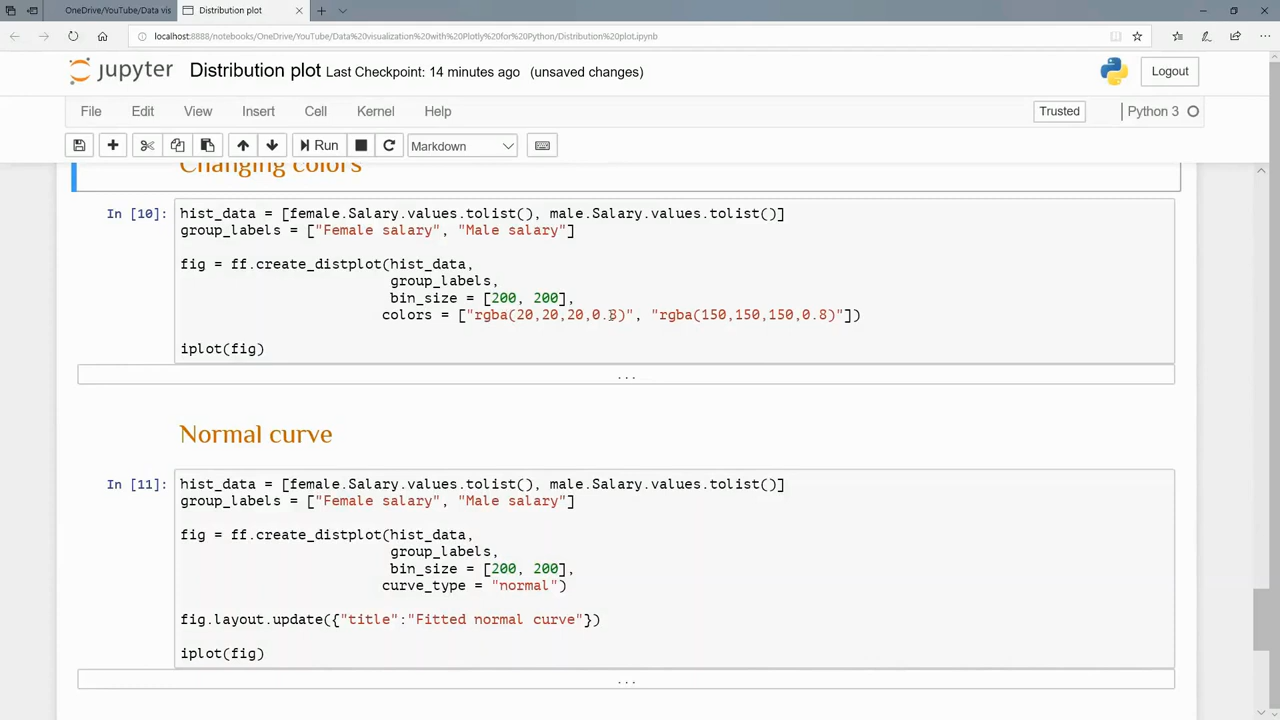 OneDrive/YouTube/Data vis
Distribution plot
localhost:8888/notebooks/OneDrive/YouTube/Data%20visualization%20with%20Plotly%20for%20Python/Distribution%20plot.ipynb
jupyter Distribution plot Last Checkpoint: 14 minutes ago (unsaved changes)
Logout
File Edit View Insert Cell Kernel Help
Trusted
Python 3
Run
Markdown
Changing colors
In [10]:
hist_data = [female.Salary.values.tolist(), male.Salary.values.tolist()]
group_labels = ["Female salary", "Male salary"]
fig = ff.create_distplot(hist_data,
group_labels,
bin_size = [200, 200],
colors = ["rgba(20,20,20,0.8)", "rgba(150,150,150,0.8)"])
iplot(fig)
...
Normal curve
In [11]:
hist_data = [female.Salary.values.tolist(), male.Salary.values.tolist()]
group_labels = ["Female salary", "Male salary"]
fig = ff.create_distplot(hist_data,
group_labels,
bin_size = [200, 200],
curve_type = "normal")
fig.layout.update({"title":"Fitted normal curve"})
iplot(fig)
...